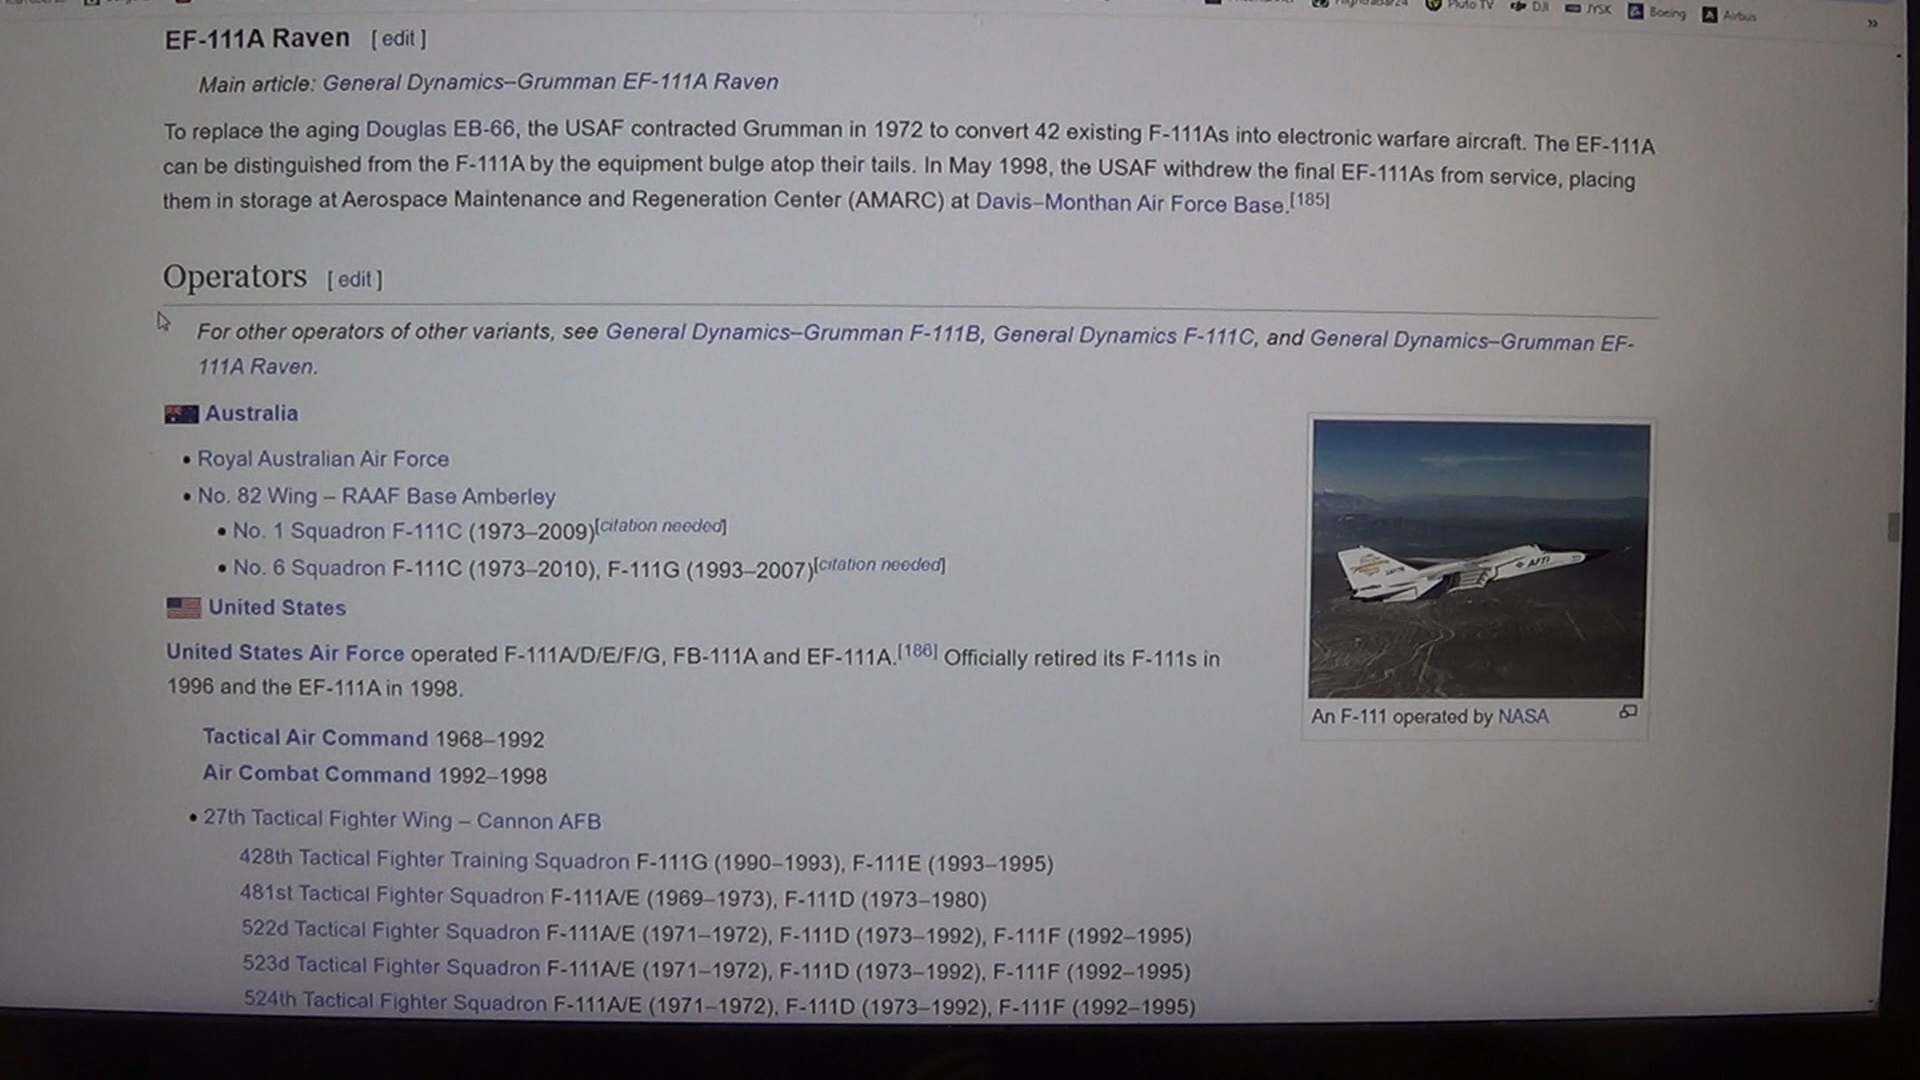 Pluto TV DJI JYSK Boeing Airbus »
EF-111A Raven [ edit ]
Main article: General Dynamics–Grumman EF-111A Raven
To replace the aging Douglas EB-66, the USAF contracted Grumman in 1972 to convert 42 existing F-111As into electronic warfare aircraft. The EF-111A
can be distinguished from the F-111A by the equipment bulge atop their tails. In May 1998, the USAF withdrew the final EF-111As from service, placing
them in storage at Aerospace Maintenance and Regeneration Center (AMARC) at Davis–Monthan Air Force Base.[185]
Operators [ edit ]
For other operators of other variants, see General Dynamics–Grumman F-111B, General Dynamics F-111C, and General Dynamics–Grumman EF-
111A Raven.
Australia
• Royal Australian Air Force
• No. 82 Wing – RAAF Base Amberley
• No. 1 Squadron F-111C (1973–2009)[citation needed]
• No. 6 Squadron F-111C (1973–2010), F-111G (1993–2007)[citation needed]
United States
United States Air Force operated F-111A/D/E/F/G, FB-111A and EF-111A.[186] Officially retired its F-111s in
1996 and the EF-111A in 1998.
Tactical Air Command 1968–1992
Air Combat Command 1992–1998
• 27th Tactical Fighter Wing – Cannon AFB
428th Tactical Fighter Training Squadron F-111G (1990–1993), F-111E (1993–1995)
481st Tactical Fighter Squadron F-111A/E (1969–1973), F-111D (1973–1980)
522d Tactical Fighter Squadron F-111A/E (1971–1972), F-111D (1973–1992), F-111F (1992–1995)
523d Tactical Fighter Squadron F-111A/E (1971–1972), F-111D (1973–1992), F-111F (1992–1995)
524th Tactical Fighter Squadron F-111A/E (1971–1972), F-111D (1973–1992), F-111F (1992–1995)
AFTI
An F-111 operated by NASA